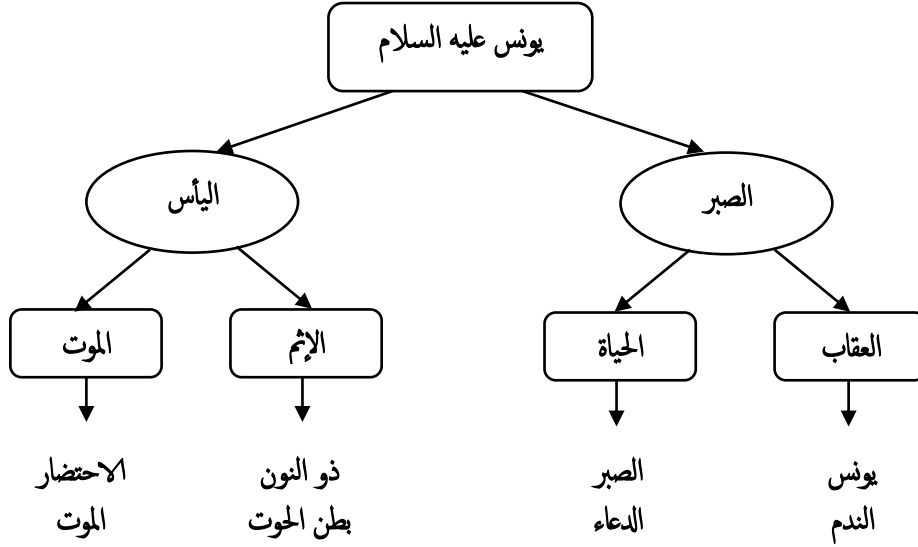 يونس عليه السلام
الصبر
اليأس
العقاب
الحياة
الإثم
الموت
يونس
الندم
الصبر
الدعاء
ذو النون
بطن الحوت
الاحتضار
الموت